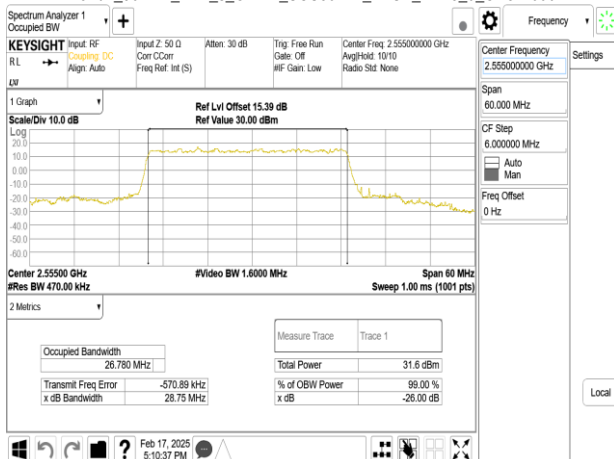 Spectrum Analyzer 1
Occupied BW
Frequency
KEYSIGHT
R L
LXI
Input: RF
Coupling: DC
Align: Auto
Input Z: 50 Ω
Corr CCorr
Freq Ref: Int (S)
Atten: 30 dB
Trig: Free Run
Gate: Off
#IF Gain: Low
Center Freq: 2.555000000 GHz
Avg|Hold: 10/10
Radio Std: None
Center Frequency
2.555000000 GHz
Settings
Span
60.000 MHz
CF Step
6.000000 MHz
Auto
Man
Freq Offset
0 Hz
Local
1 Graph
Scale/Div 10.0 dB
Ref Lvl Offset 15.39 dB
Ref Value 30.00 dBm
Log
20.0
10.0
0.00
-10.0
-20.0
-30.0
-40.0
-50.0
-60.0
Center 2.55500 GHz
#Video BW 1.6000 MHz
Span 60 MHz
#Res BW 470.00 kHz
Sweep 1.00 ms (1001 pts)
2 Metrics
Measure Trace
Trace 1
Occupied Bandwidth
26.780 MHz
Total Power
31.6 dBm
Transmit Freq Error
-570.89 kHz
% of OBW Power
99.00 %
x dB Bandwidth
28.75 MHz
x dB
-26.00 dB
Feb 17, 2025
5:10:37 PM